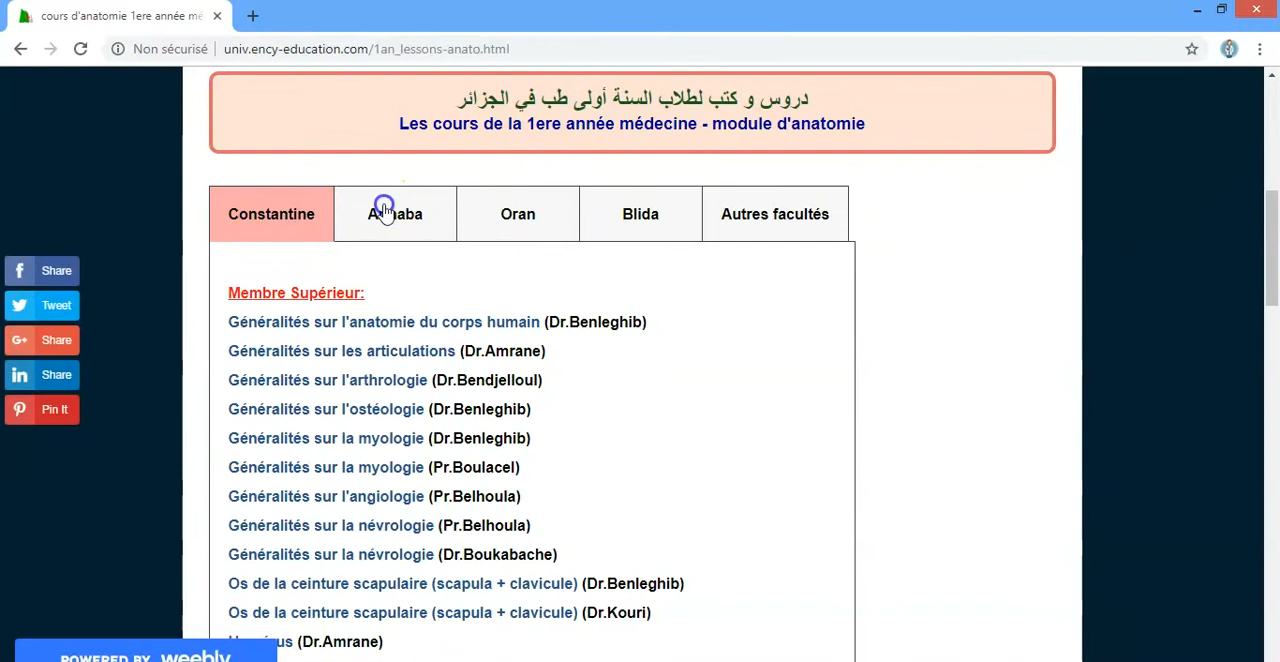 cours d'anatomie 1ere année mé
Non sécurisé
univ.ency-education.com/1an_lessons-anato.html
دروس و كتب لطلاب السنة أولى طب في الجزائر
Les cours de la 1ere année médecine - module d'anatomie
Constantine
Oran
Blida
Autres facultés
f Share
Tweet
G+ Share
in Share
Pin It
Membre Supérieur:
Généralités sur l'anatomie du corps humain (Dr.Benleghib)
Généralités sur les articulations (Dr.Amrane)
Généralités sur l'arthrologie (Dr.Bendjelloul)
Généralités sur l'ostéologie (Dr.Benleghib)
Généralités sur la myologie (Dr.Benleghib)
Généralités sur la myologie (Pr.Boulacel)
Généralités sur l'angiologie (Pr.Belhoula)
Généralités sur la névrologie (Pr.Belhoula)
Généralités sur la névrologie (Dr.Boukabache)
Os de la ceinture scapulaire (scapula + clavicule) (Dr.Benleghib)
Os de la ceinture scapulaire (scapula + clavicule) (Dr.Kouri)
(Dr.Amrane)
POWERED BY weebly